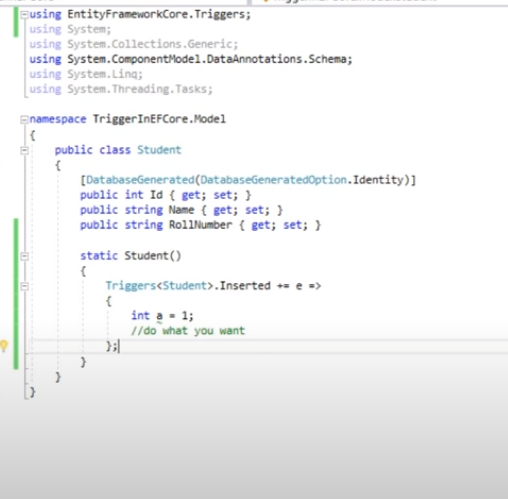 using EntityFrameworkCore.Triggers;
using System;
using System.Collections.Generic;
using System.ComponentModel.DataAnnotations.Schema;
using System.Linq;
using System.Threading.Tasks;
namespace TriggerInEFCore.Model
{
public class Student
{
[DatabaseGenerated(DatabaseGeneratedOption.Identity)]
public int Id { get; set; }
public string Name { get; set; }
public string RollNumber { get; set; }
static Student()
{
Triggers<Student>.Inserted += e =>
{
int a = 1;
//do what you want
};
}
}
}